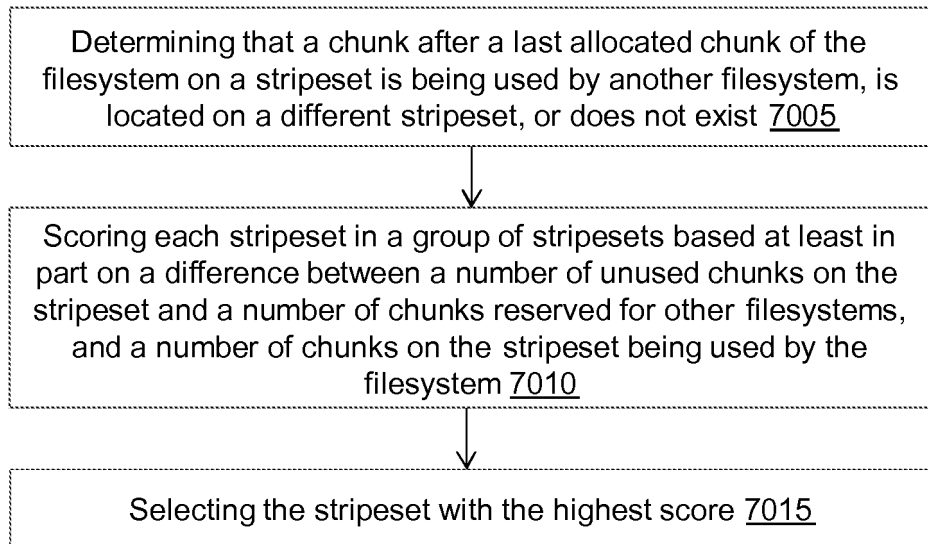 Determining that a chunk after a last allocated chunk of the
filesystem on a stripeset is being used by another filesystem, is
located on a different stripeset, or does not exist 7005
Scoring each stripeset in a group of stripesets based at least in
part on a difference between a number of unused chunks on the
stripeset and a number of chunks reserved for other filesystems,
and a number of chunks on the stripeset being used by the
filesystem 7010
Selecting the stripeset with the highest score 7015